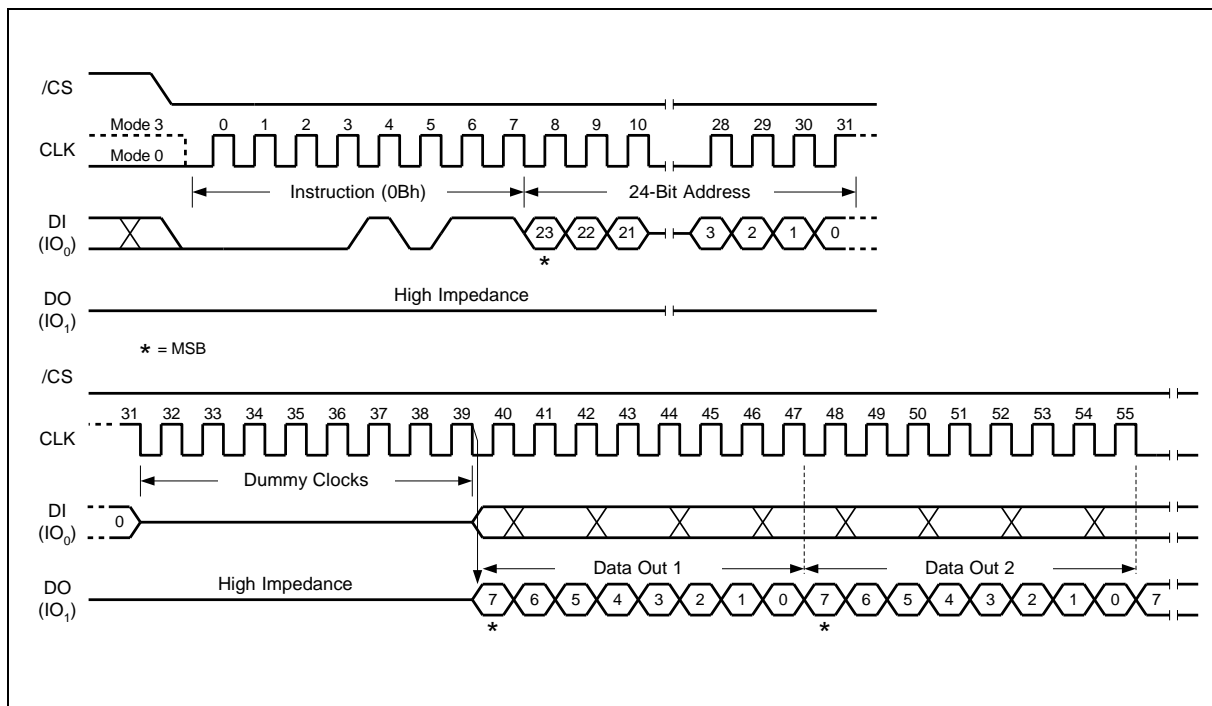 /CS
Mode 3 0 1 2 3 4 5 6 7 8 9 10 28 29 30 31
CLK
Mode 0
Instruction (0Bh) 24-Bit Address
DI
(IO0) 23 22 21 3 2 1 0
*
DO High Impedance
(IO1)
* = MSB
/CS
31 32 33 34 35 36 37 38 39 40 41 42 43 44 45 46 47 48 49 50 51 52 53 54 55
CLK
Dummy Clocks
DI
(IO0) 0
Data Out 1 Data Out 2
DO High Impedance
(IO1) 7 6 5 4 3 2 1 0 7 6 5 4 3 2 1 0 7
* *